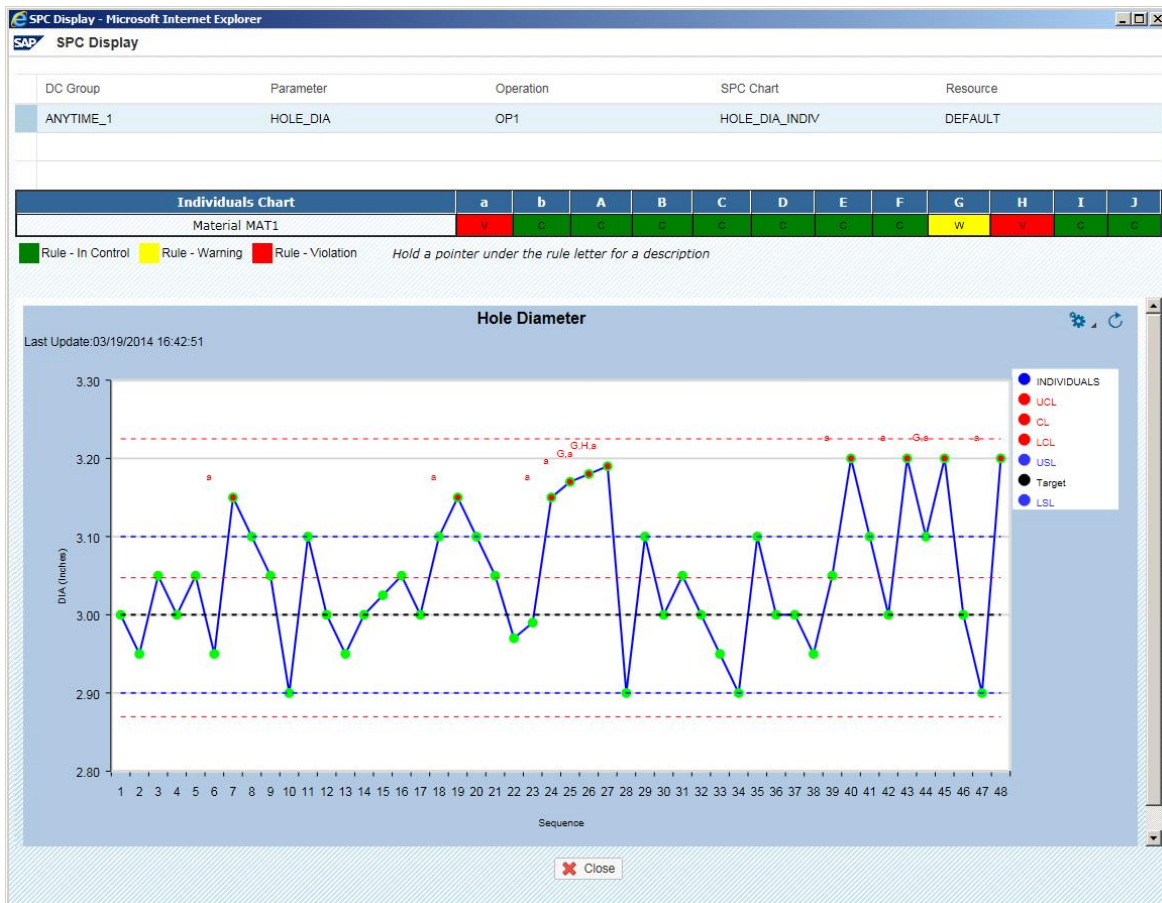 SPC Display - Microsoft Internet Explorer
SAP SPC Display
DC Group Parameter Operation SPC Chart Resource
ANYTIME_1 HOLE_DIA OP1 HOLE_DIA_INDIV DEFAULT
Individuals Chart a b A B C D E F G H I J
Material MAT1 V C C C C C C C W V C C
Rule - In Control Rule - Warning Rule - Violation Hold a pointer under the rule letter for a description
Hole Diameter
Last Update:03/19/2014 16:42:51
INDIVIDUALS
UCL
CL
LCL
USL
Target
LSL
3.30
3.20
3.10
3.00
2.90
2.80
DIA (Inches)
a a a a G,a G,H,a a a G,a a
1 2 3 4 5 6 7 8 9 10 11 12 13 14 15 16 17 18 19 20 21 22 23 24 25 26 27 28 29 30 31 32 33 34 35 36 37 38 39 40 41 42 43 44 45 46 47 48
Sequence
Close